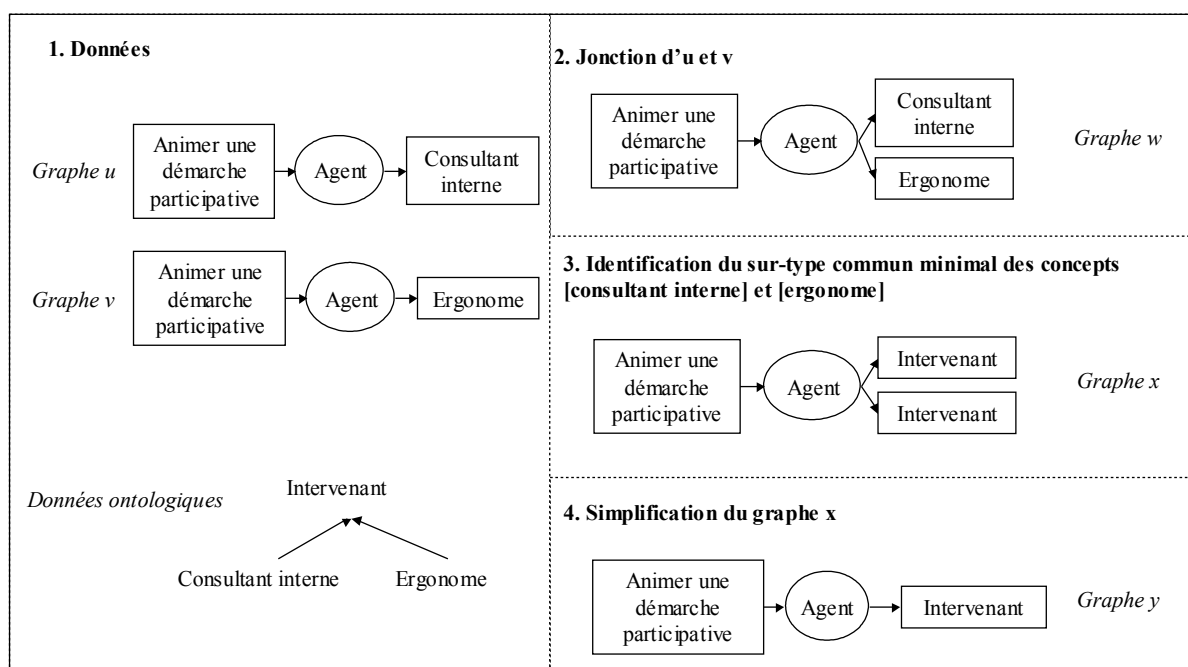 1. Données
Graphe u
Animer une
démarche
participative
Agent
Consultant
interne
Graphe v
Animer une
démarche
participative
Agent
Ergonome
Données ontologiques
Intervenant
Consultant interne
Ergonome
2. Jonction d’u et v
Animer une
démarche
participative
Agent
Consultant
interne
Ergonome
Graphe w
3. Identification du sur-type commun minimal des concepts
[consultant interne] et [ergonome]
Animer une
démarche
participative
Agent
Intervenant
Intervenant
Graphe x
4. Simplification du graphe x
Animer une
démarche
participative
Agent
Intervenant
Graphe y